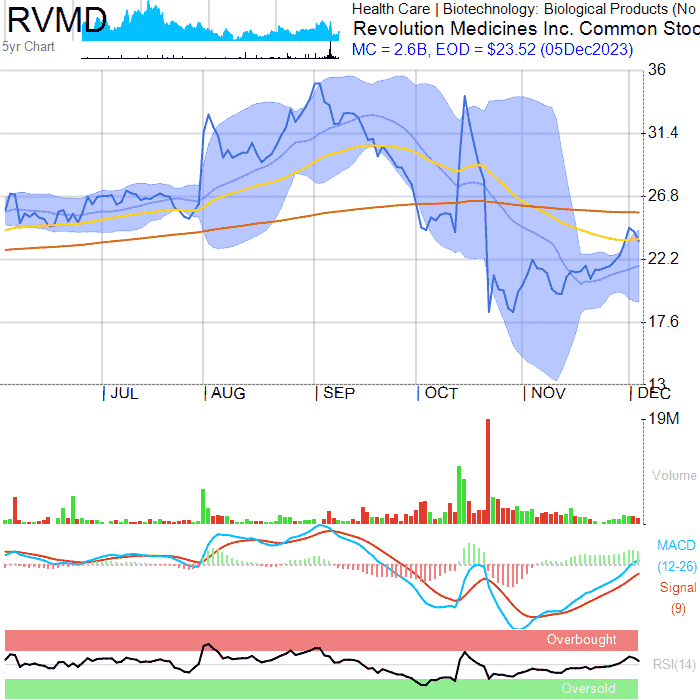 RVMD
5yr Chart
Health Care | Biotechnology: Biological Products (No
Revolution Medicines Inc. Common Stoc
MC = 2.6B, EOD = $23.52 (05Dec2023)
36
31.4
26.8
22.2
17.6
13
JUL
AUG
SEP
OCT
NOV
DEC
19M
Volume
MACD
(12-26)
Signal
(9)
Overbought
RSI(14)
Oversold